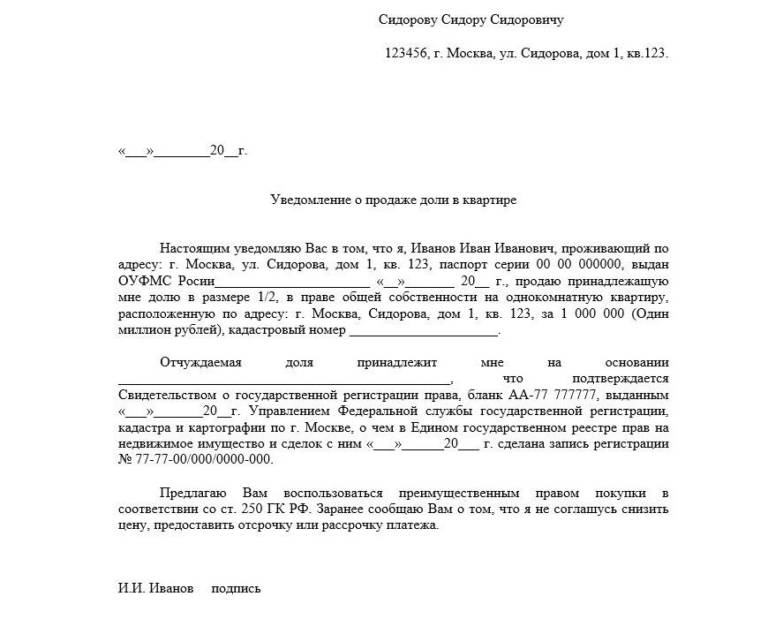 Сидорову Сидору Сидоровичу
123456, г. Москва, ул. Сидорова, дом 1, кв.123.
«___»________20__г.
Уведомление о продаже доли в квартире
Настоящим уведомляю Вас в том, что я, Иванов Иван Иванович, проживающий по
адресу: г. Москва, ул. Сидорова, дом 1, кв. 123, паспорт серии 00 00 000000, выдан
ОУФМС Росии______________________ «__»_______ 20__ г., продаю принадлежащую
мне долю в размере 1/2, в праве общей собственности на однокомнатную квартиру,
расположенную по адресу: г. Москва, Сидорова, дом 1, кв. 123, за 1 000 000 (Один
миллион рублей), кадастровый номер _____________________.
Отчуждаемая доля принадлежит мне на основании
_______________________________________________, что подтверждается
Свидетельством о государственной регистрации права, бланк АА-77 777777, выданным
«___»_______20__г. Управлением Федеральной службы государственной регистрации,
кадастра и картографии по г. Москве, о чем в Едином государственном реестре прав на
недвижимое имущество и сделок с ним «___»______20___ г. сделана запись регистрации
№ 77-77-00/000/0000-000.
Предлагаю Вам воспользоваться преимущественным правом покупки в
соответствии со ст. 250 ГК РФ. Заранее сообщаю Вам о том, что я не соглашусь снизить
цену, предоставить отсрочку или рассрочку платежа.
И.И. Иванов подпись